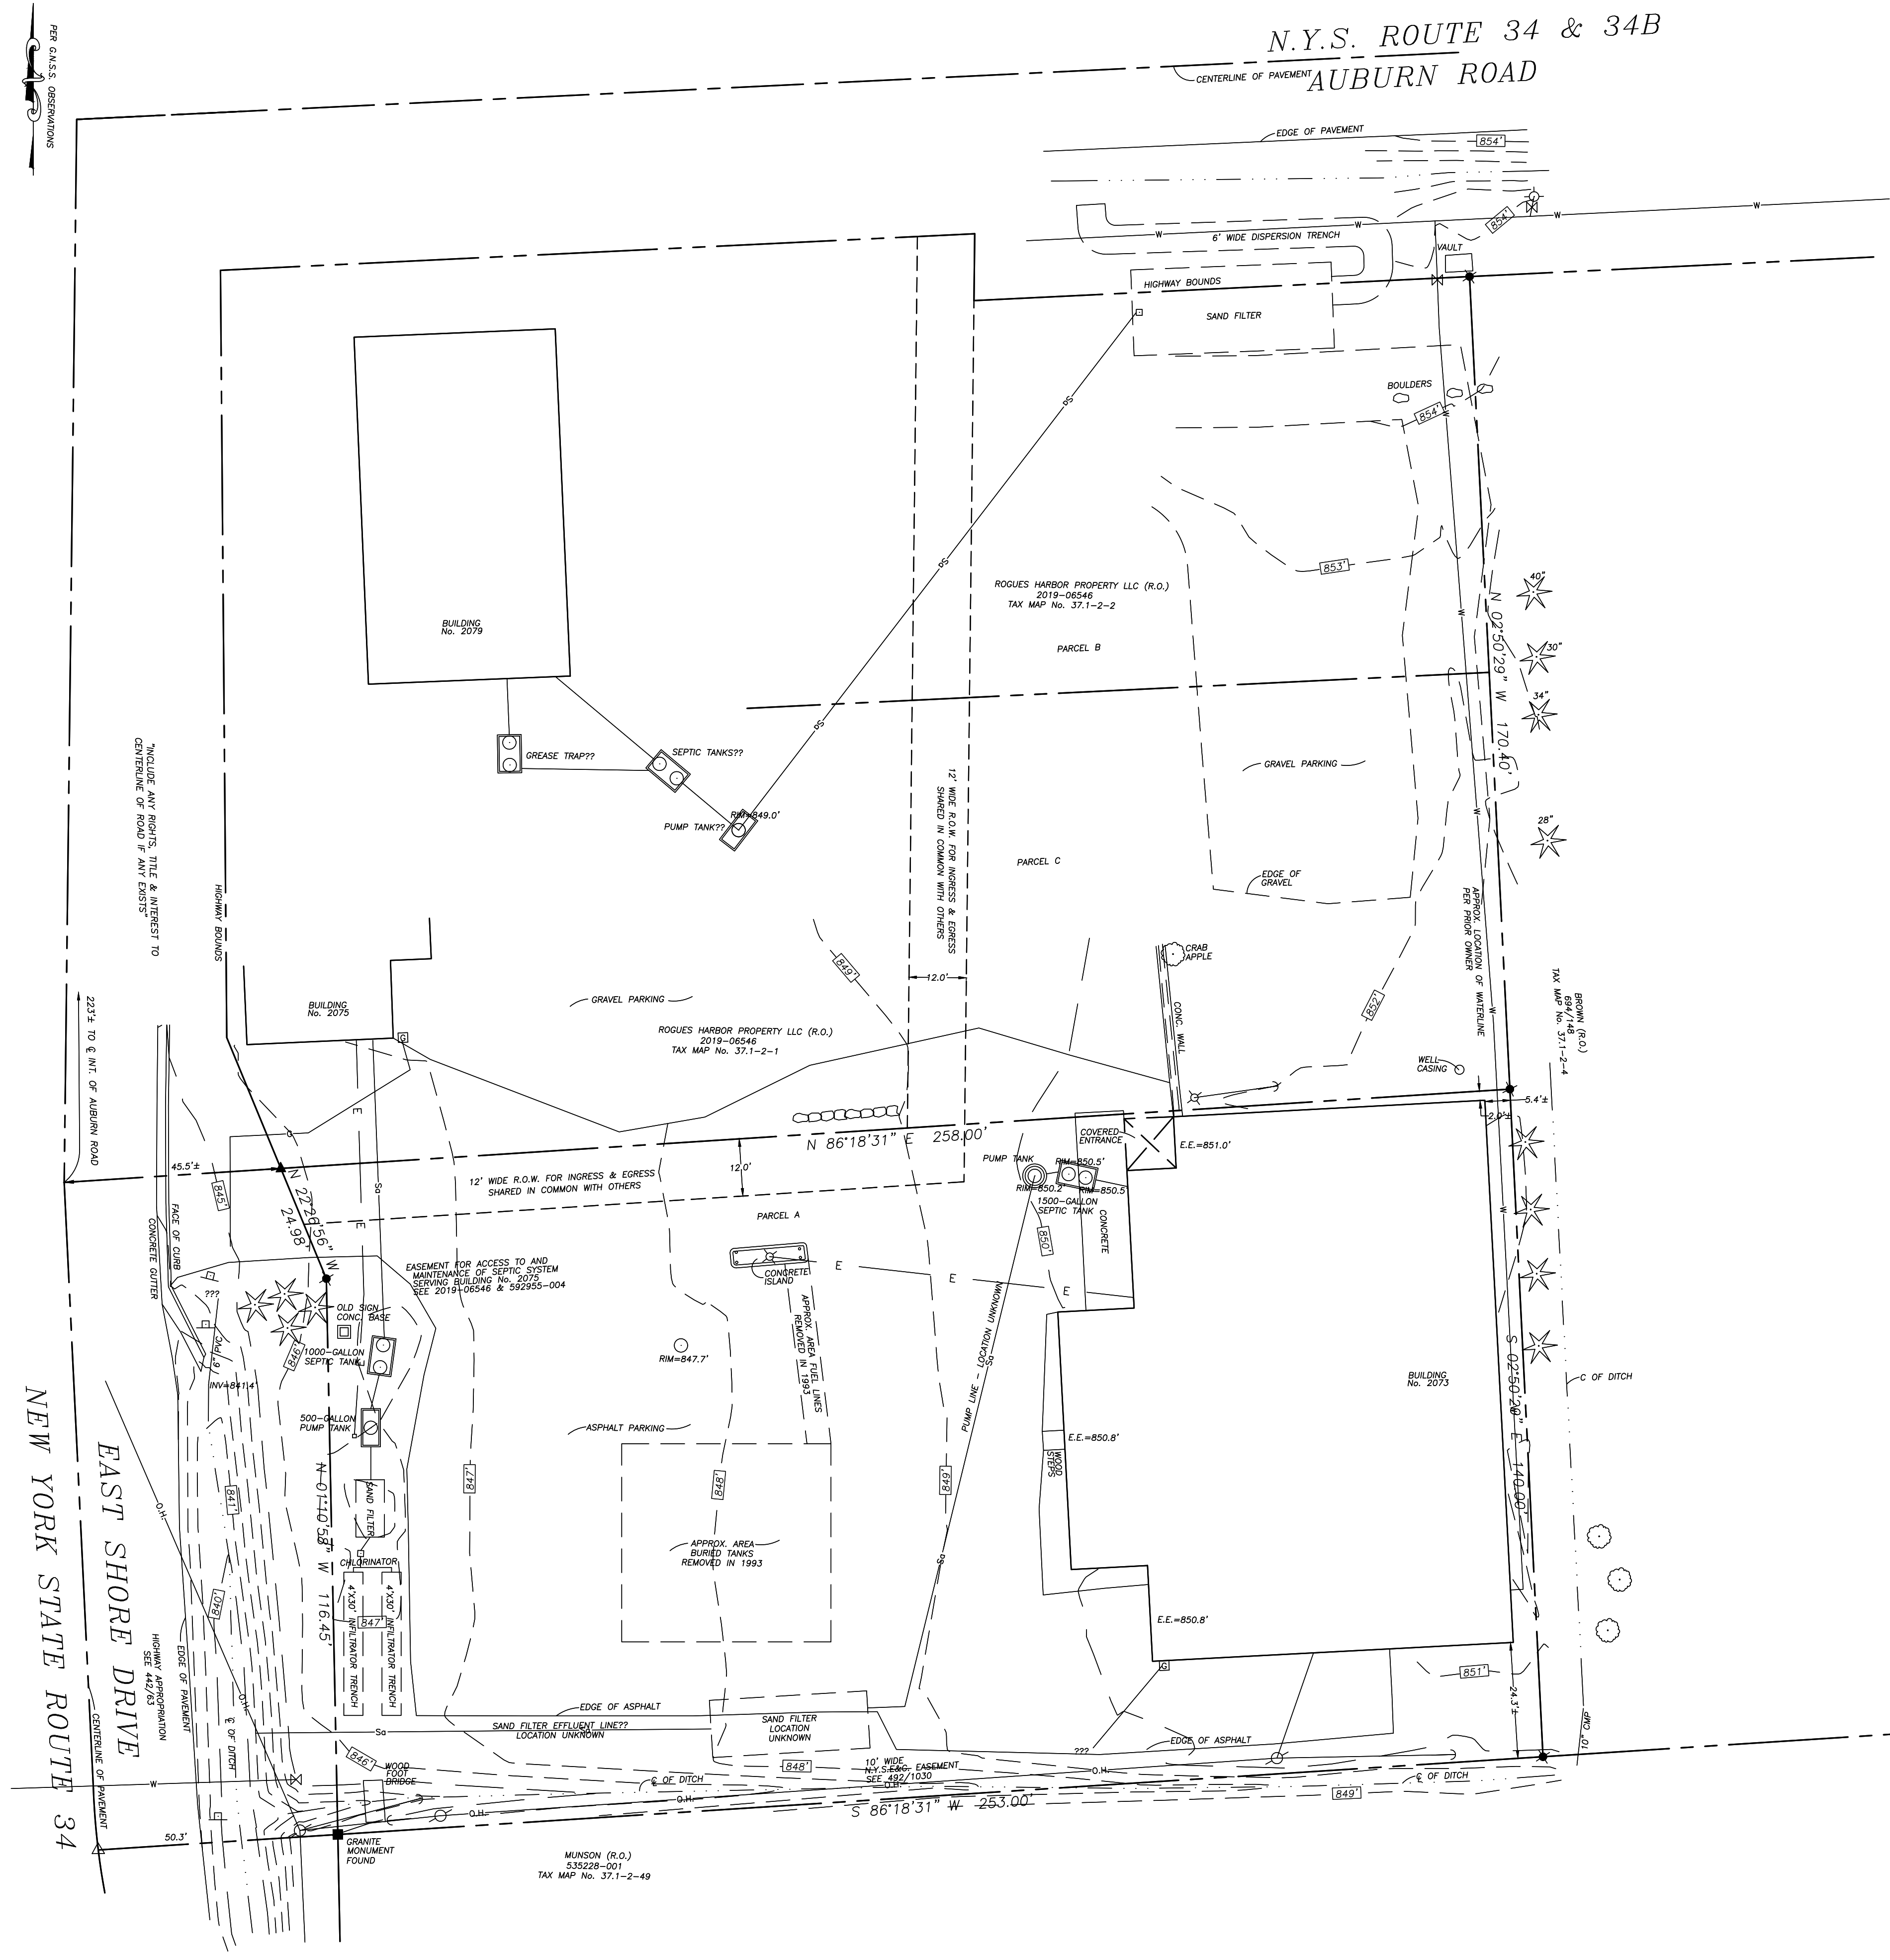 PER G.N.S.S. OBSERVATIONS
N.Y.S. ROUTE 34 & 34B
CENTERLINE OF PAVEMENT
AUBURN ROAD
EDGE OF PAVEMENT
854'
854'
W
W
W
W
6' WIDE DISPERSION TRENCH
VAULT
HIGHWAY BOUNDS
SAND FILTER
BOULDERS
854'
W
Sa
Sa
Sa
853'
ROGUES HARBOR PROPERTY LLC (R.O.)
2019-06546
TAX MAP No. 37.1-2-2
PARCEL B
40"
30"
34"
28"
N 02°50'29" W 170.40'
W
W
W
BUILDING
No. 2079
GREASE TRAP??
SEPTIC TANKS??
PUMP TANK??
RIM=849.0'
GRAVEL PARKING
PARCEL C
EDGE OF
GRAVEL
12' WIDE R.O.W. FOR INGRESS & EGRESS
SHARED IN COMMON WITH OTHERS
12.0'
"INCLUDE ANY RIGHTS, TITLE & INTEREST TO
CENTERLINE OF ROAD IF ANY EXISTS"
HIGHWAY BOUNDS
APPROX. LOCATION OF WATERLINE
PER PRIOR OWNER
CRAB
APPLE
849'
852'
CONC. WALL
BROWN (R.O.)
694/148
TAX MAP No. 37.1-2-4
BUILDING
No. 2075
GRAVEL PARKING
ROGUES HARBOR PROPERTY LLC (R.O.)
2019-06546
TAX MAP No. 37.1-2-1
G
WELL
CASING
223'± TO ℄ INT. OF AUBURN ROAD
5.4'±
2.0'±
E
G
N 86°18'31" E 258.00'
COVERED
ENTRANCE
E.E.=851.0'
45.5'±
12.0'
PUMP TANK
RIM=850.5'
RIM=850.2'
RIM=850.5'
1500-GALLON
SEPTIC TANK
12' WIDE R.O.W. FOR INGRESS & EGRESS
SHARED IN COMMON WITH OTHERS
Sa
E
N 22°26'56" W
24.98'
845'
FACE OF CURB
CONCRETE GUTTER
PARCEL A
CONCRETE
850'
W
EASEMENT FOR ACCESS TO AND
MAINTENANCE OF SEPTIC SYSTEM
SERVING BUILDING No. 2075
SEE 2019-06546 & 592955-004
CONCRETE
ISLAND
E
E
E
???
OLD SIGN
CONC. BASE
APPROX. AREA FUEL LINES
REMOVED IN 1993
PUMP LINE - LOCATION UNKNOWN
Sa
6" PVC
846'
1000-GALLON
SEPTIC TANK
INV=841.4'
RIM=847.7'
BUILDING
No. 2073
℄ OF DITCH
S 02°50'29" E 140.00'
W
500-GALLON
PUMP TANK
ASPHALT PARKING
E.E.=850.8'
WOOD
STEPS
NEW YORK STATE ROUTE 34
EAST SHORE DRIVE
O.H.
841'
N 01°10'58" W 116.45'
SAND FILTER
847'
848'
849'
APPROX. AREA
BURIED TANKS
REMOVED IN 1993
Sa
CHLORINATOR
4'X30' INFILTRATOR TRENCH
4'X30' INFILTRATOR TRENCH
847'
840'
E.E.=850.8'
G
851'
24.3'±
HIGHWAY APPROPRIATION
SEE 442/63
EDGE OF PAVEMENT
O.H.
℄ OF DITCH
CENTERLINE OF PAVEMENT
EDGE OF ASPHALT
Sa
SAND FILTER EFFLUENT LINE??
LOCATION UNKNOWN
Sa
SAND FILTER
LOCATION
UNKNOWN
???
EDGE OF ASPHALT
10" CMP
846'
WOOD
FOOT
BRIDGE
W
℄ OF DITCH
848'
10' WIDE
N.Y.S.E&G. EASEMENT
SEE 492/1030
O.H.
O.H.
O.H.
O.H.
℄ OF DITCH
849'
S 86°18'31" W 253.00'
50.3'
GRANITE
MONUMENT
FOUND
MUNSON (R.O.)
535228-001
TAX MAP No. 37.1-2-49